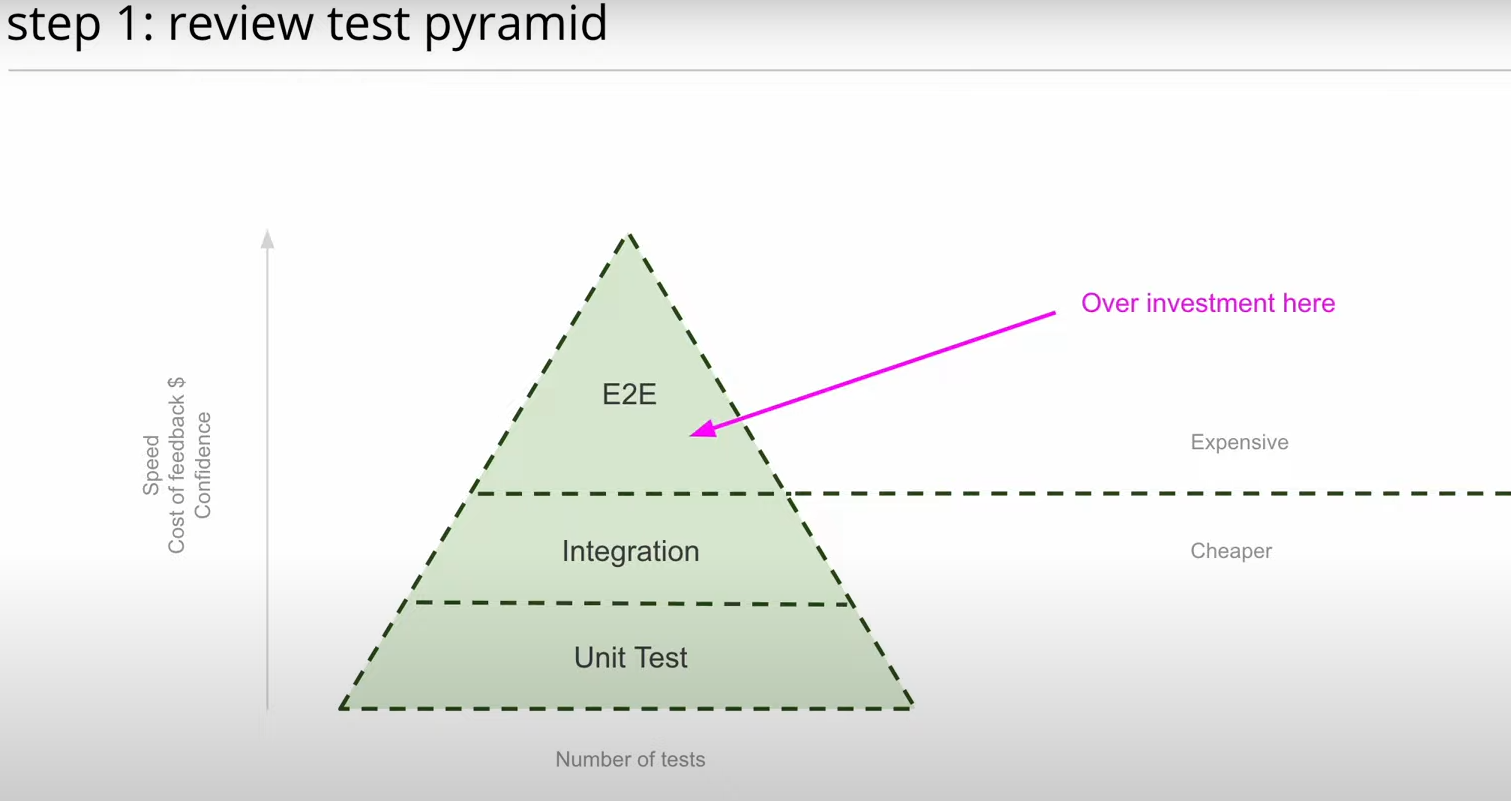 step 1: review test pyramid
Over investment here
E2E
Speed
Cost of feedback $
Confidence
Expensive
Integration
Cheaper
Unit Test
Number of tests